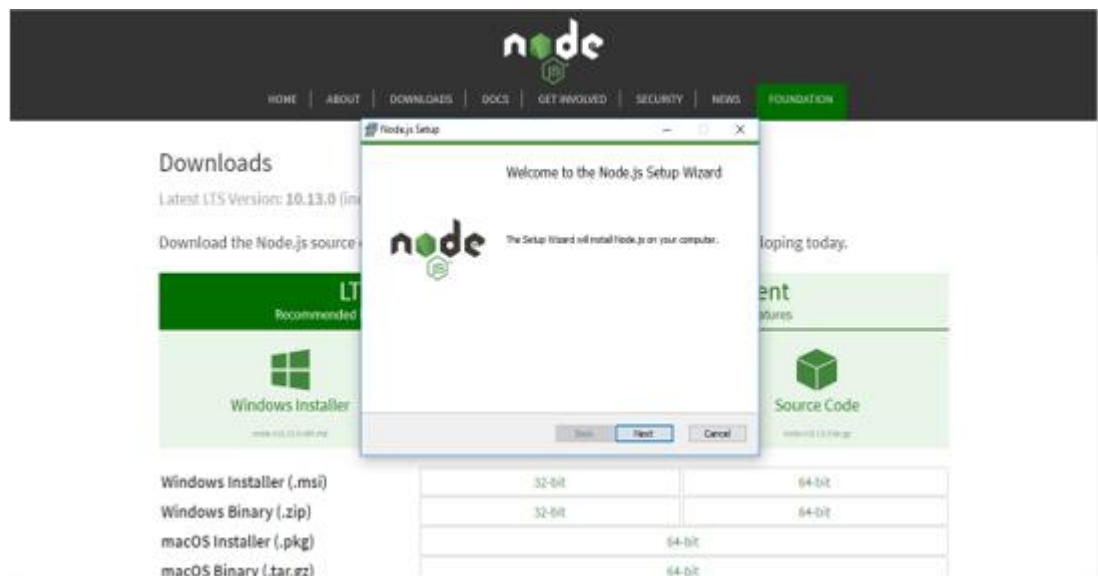 node
JS
HOME | ABOUT | DOWNLOADS | DOCS | GET INVOLVED | SECURITY | NEWS FOUNDATION
Node.js Setup
Welcome to the Node.js Setup Wizard
The Setup Wizard will install Node.js on your computer.
node
JS
Back Next Cancel
Downloads
Latest LTS Version: 10.13.0
Download the Node.js source
loping today.
LT
Recommended
ent
atures
Windows Installer
Source Code
Windows Installer (.msi) 32-bit 64-bit
Windows Binary (.zip) 32-bit 64-bit
macOS Installer (.pkg) 64-bit
macOS Binary (.tar.gz) 64-bit